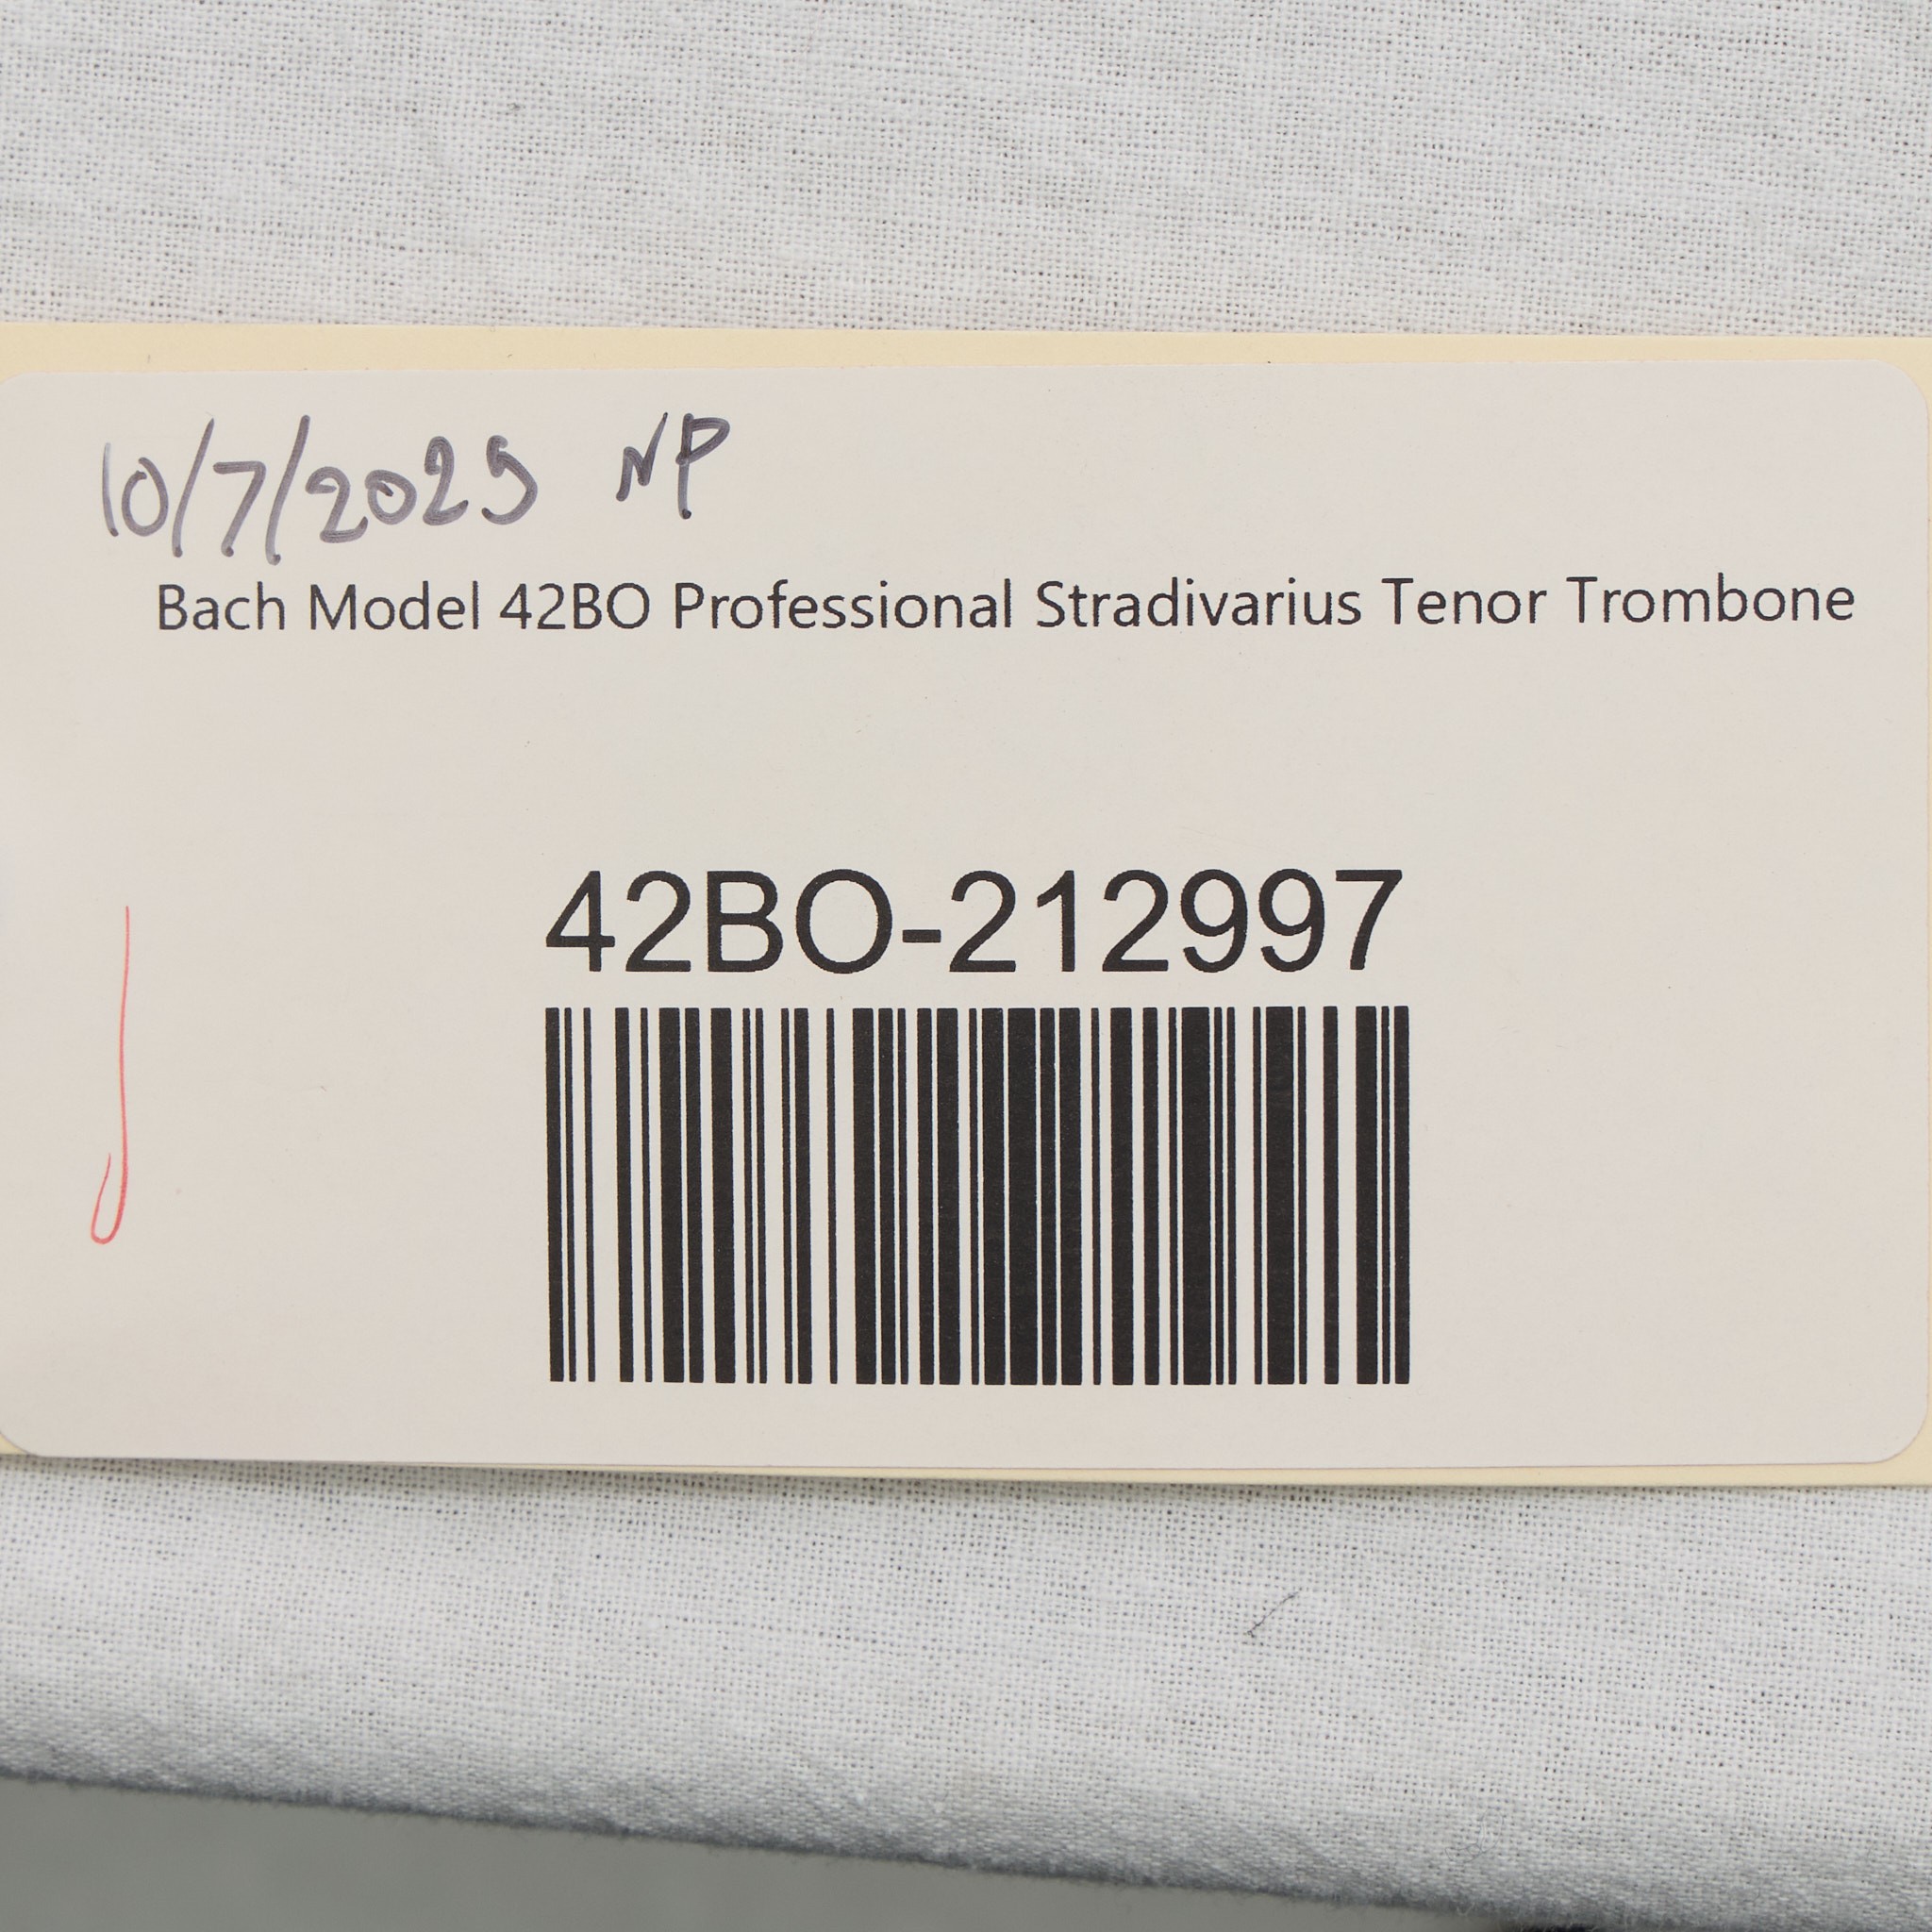 10/7/2025 NP
Bach Model 42BO Professional Stradivarius Tenor Trombone
42BO-212997